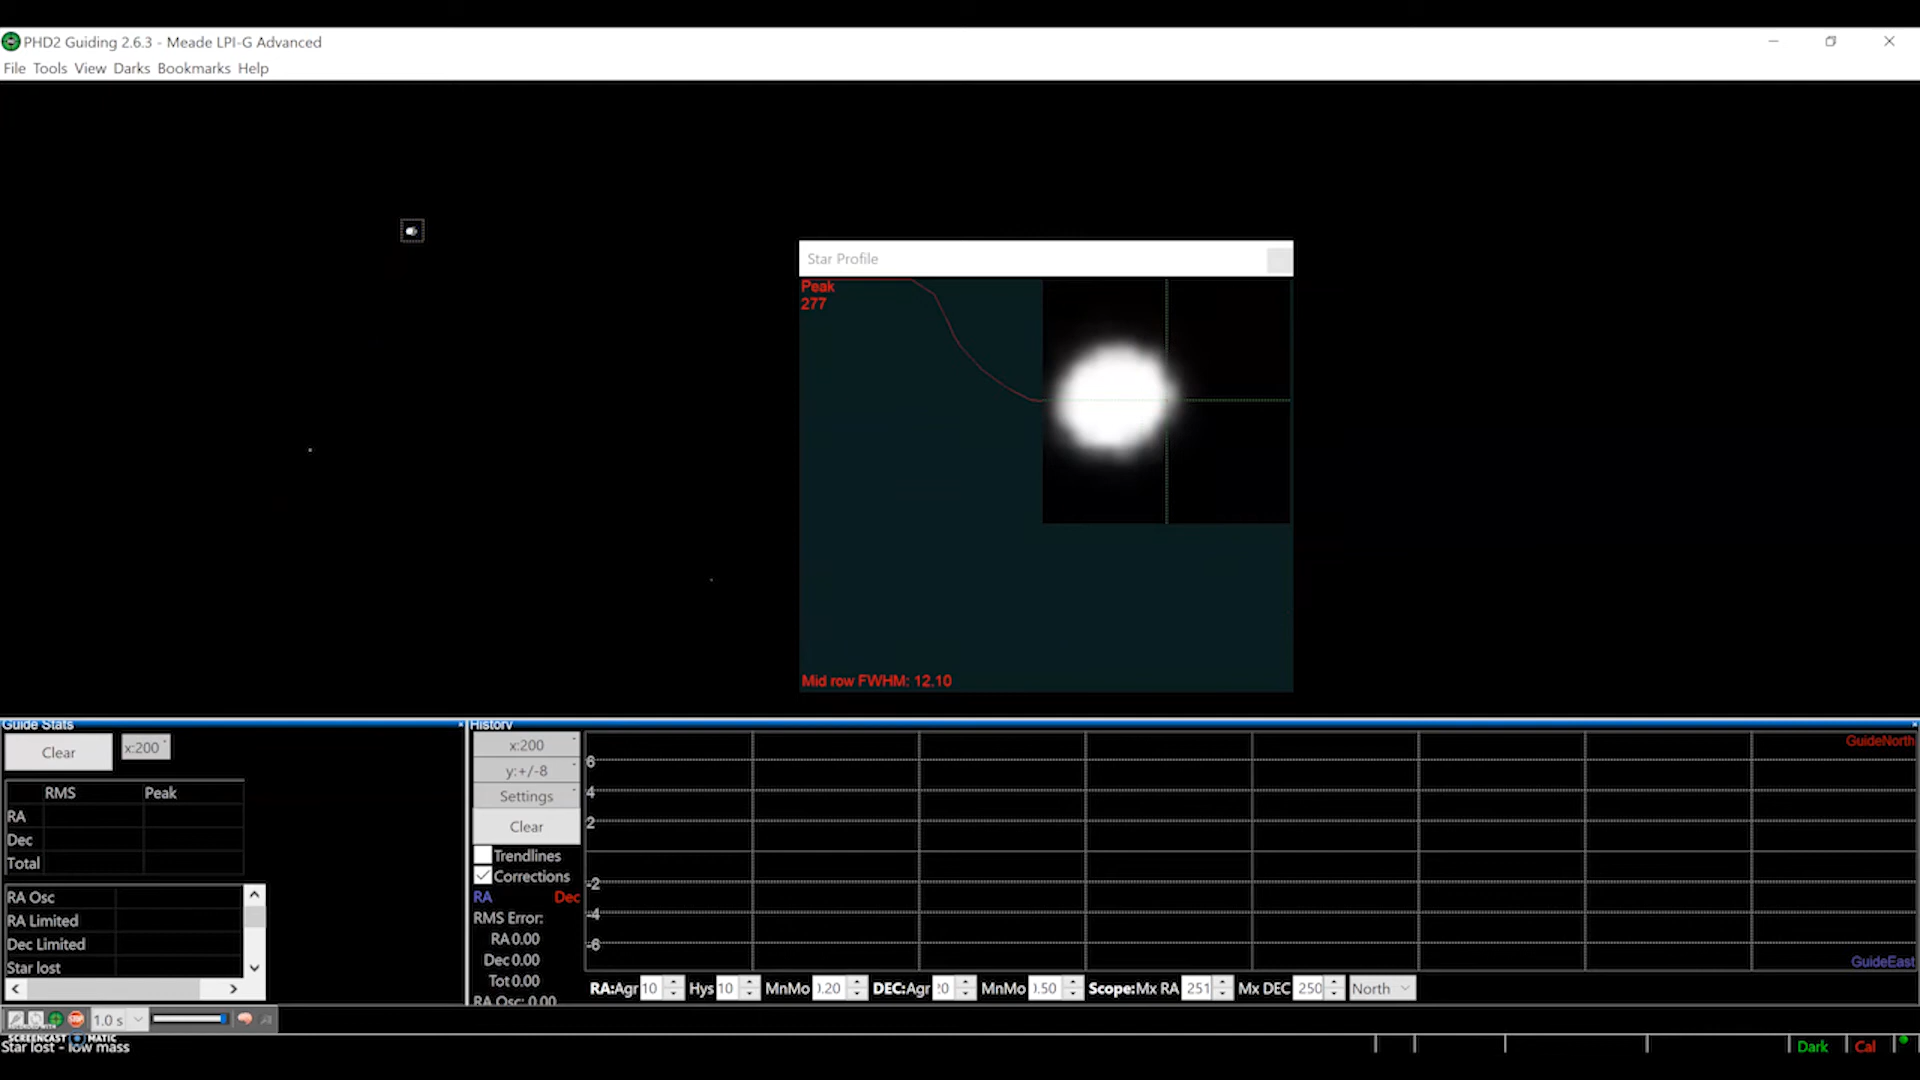 PHD2 Guiding 2.6.3 - Meade LPI-G Advanced
File Tools View Darks Bookmarks Help
Star Profile
Peak
277
Mid row FWHM: 12.10
Guide Stats
Clear
x:200
RMS Peak
RA
Dec
Total
RA Osc
RA Limited
Dec Limited
Star lost
History
x:200
y:+/-8
Settings
Clear
Trendlines
Corrections
RA Dec
RMS Error:
RA 0.00
Dec 0.00
Tot 0.00
RA Osc: 0.00
GuideNorth
6
4
2
-2
-4
-6
GuideEast
RA:Agr 10 Hys 10 MnMo 0.20 DEC:Agr 20 MnMo 0.50 Scope:Mx RA 251 Mx DEC 250 North
STOP
1.0 s
RECORDED WITH
SCREENCAST MATIC
Star lost - low mass
Dark Cal